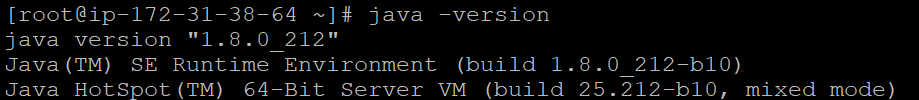 [root@ip-172-31-38-64 ~]# java -version
java version "1.8.0_212"
Java(TM) SE Runtime Environment (build 1.8.0_212-b10)
Java HotSpot(TM) 64-Bit Server VM (build 25.212-b10, mixed mode)